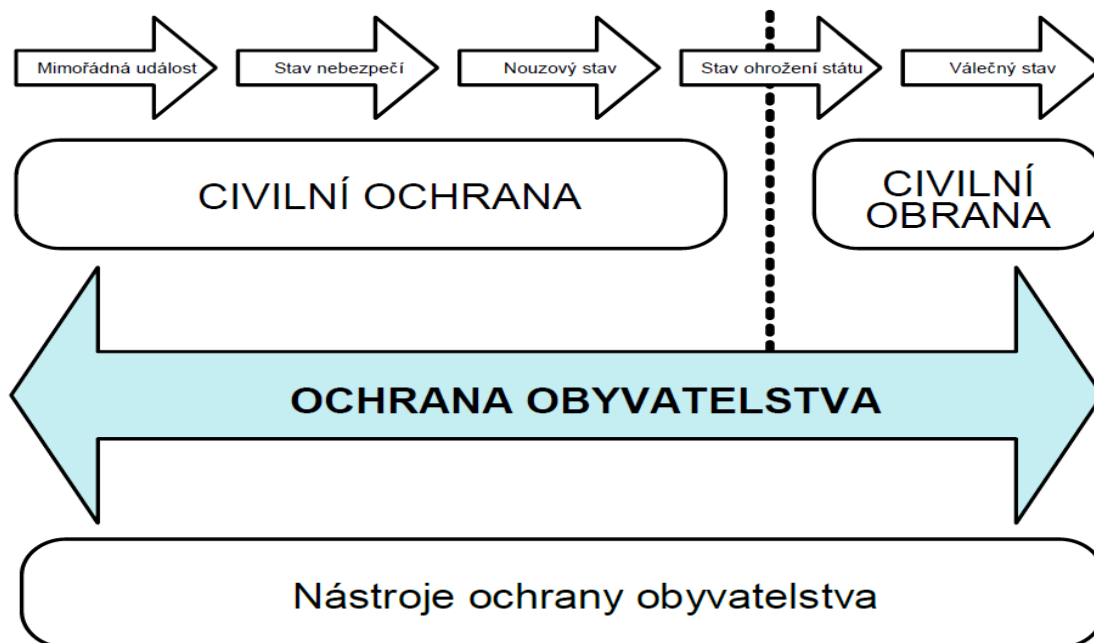 Mimořádná událost
Stav nebezpečí
Nouzový stav
Stav ohrožení státu
Válečný stav
CIVILNÍ OCHRANA
CIVILNÍ
OBRANA
OCHRANA OBYVATELSTVA
Nástroje ochrany obyvatelstva